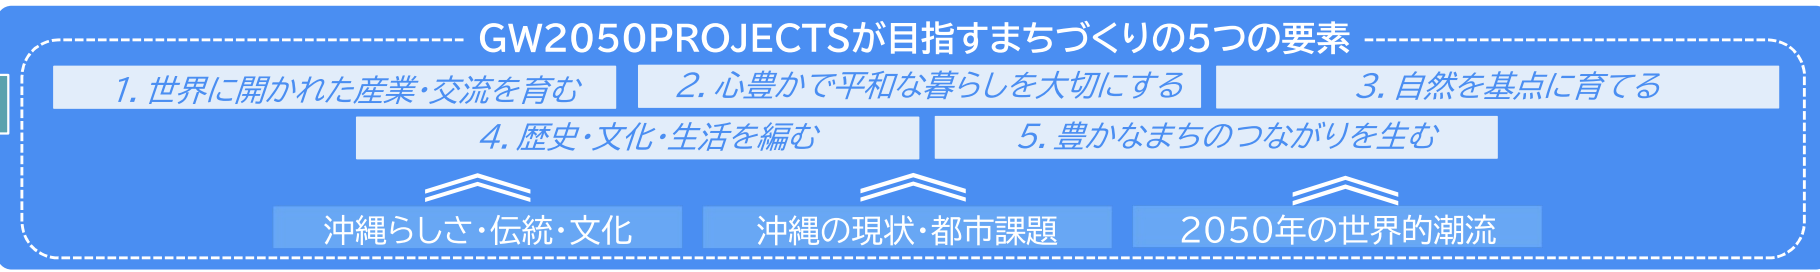 GW2050PROJECTSが目指すまちづくりの5つの要素
1. 世界に開かれた産業・交流を育む
2. 心豊かで平和な暮らしを大切にする
3. 自然を基点に育てる
4. 歴史・文化・生活を編む
5. 豊かなまちのつながりを生む
沖縄らしさ・伝統・文化
沖縄の現状・都市課題
2050年の世界的潮流